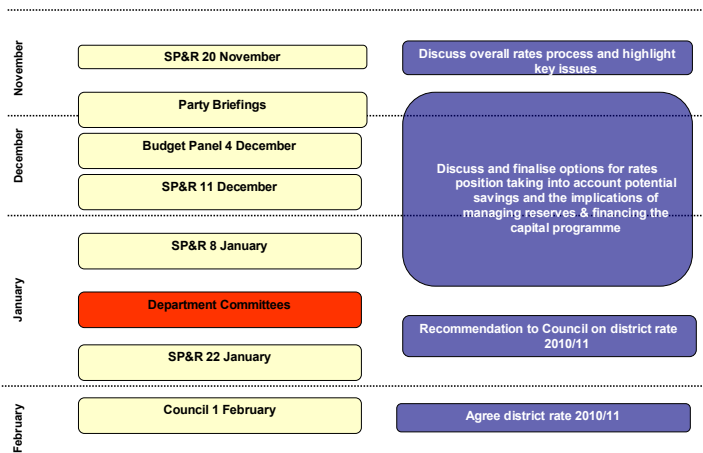 November
SP&R 20 November
Discuss overall rates process and highlight
key issues
Party Briefings
December
Budget Panel 4 December
SP&R 11 December
Discuss and finalise options for rates
position taking into account potential
savings and the implications of
managing reserves & financing the
capital programme
January
SP&R 8 January
Department Committees
SP&R 22 January
Recommendation to Council on district rate
2010/11
February
Council 1 February
Agree district rate 2010/11